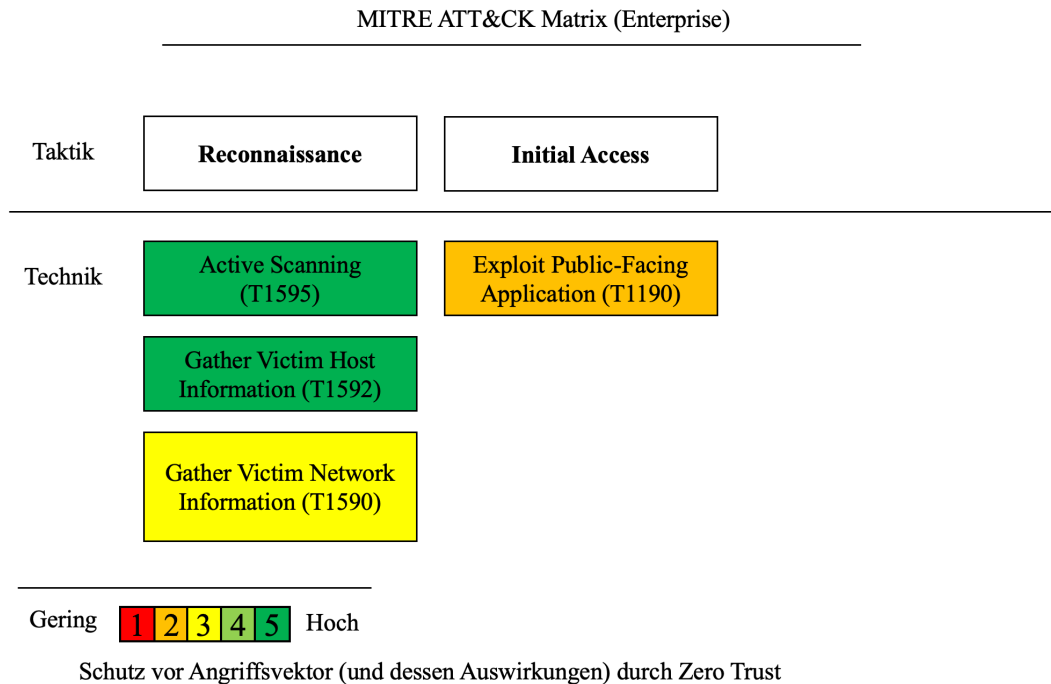 MITRE ATT&CK Matrix (Enterprise)
Taktik
Reconnaissance
Initial Access
Technik
Active Scanning
(T1595)
Exploit Public-Facing
Application (T1190)
Gather Victim Host
Information (T1592)
Gather Victim Network
Information (T1590)
Gering 1 2 3 4 5 Hoch
Schutz vor Angriffsvektor (und dessen Auswirkungen) durch Zero Trust